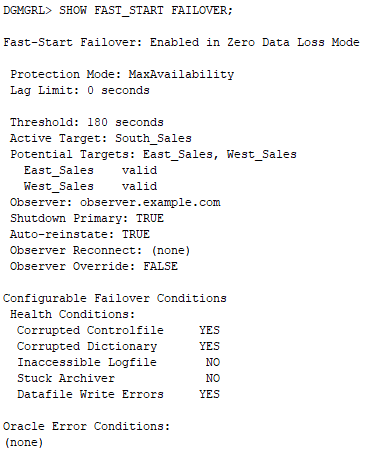 DGMGRL> SHOW FAST_START FAILOVER;
Fast-Start Failover: Enabled in Zero Data Loss Mode
Protection Mode: MaxAvailability
Lag Limit: 0 seconds
Threshold: 180 seconds
Active Target: South_Sales
Potential Targets: East_Sales, West_Sales
East_Sales valid
West_Sales valid
Observer: observer.example.com
Shutdown Primary: TRUE
Auto-reinstate: TRUE
Observer Reconnect: (none)
Observer Override: FALSE
Configurable Failover Conditions
Health Conditions:
Corrupted Controlfile YES
Corrupted Dictionary YES
Inaccessible Logfile NO
Stuck Archiver NO
Datafile Write Errors YES
Oracle Error Conditions:
(none)